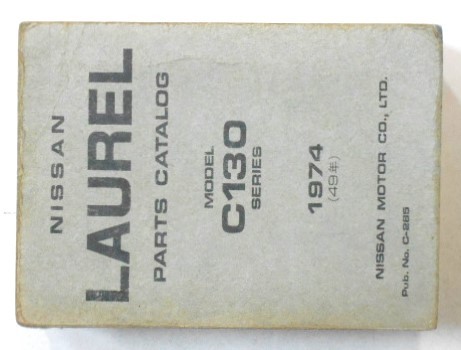 NISSAN
LAUREL
PARTS CATALOG
MODEL
C130
SERIES
1974
(49年)
NISSAN MOTOR CO., LTD.
Pub. No. C-285